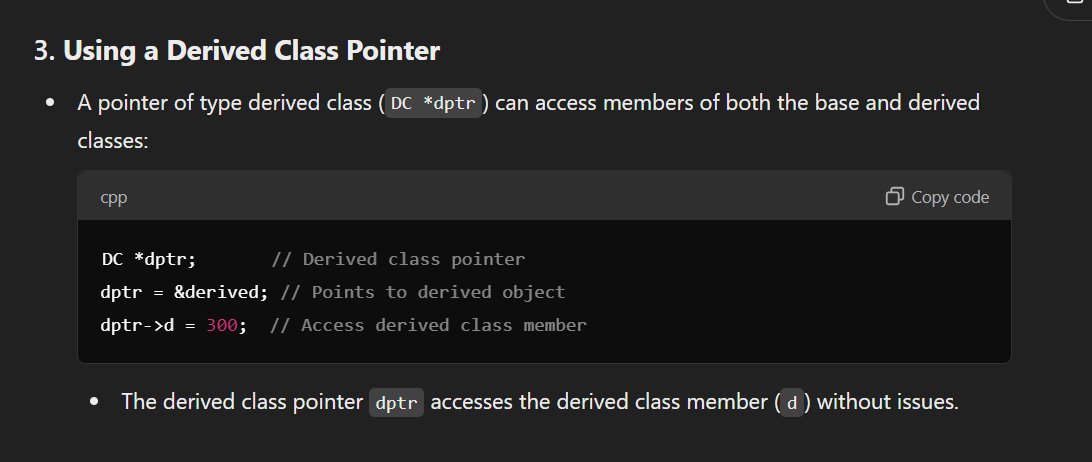 3. Using a Derived Class Pointer
• A pointer of type derived class ( DC *dptr ) can access members of both the base and derived
classes:
cpp
Copy code
DC *dptr;        // Derived class pointer
dptr = &derived; // Points to derived object
dptr->d = 300;  // Access derived class member
• The derived class pointer dptr accesses the derived class member ( d ) without issues.